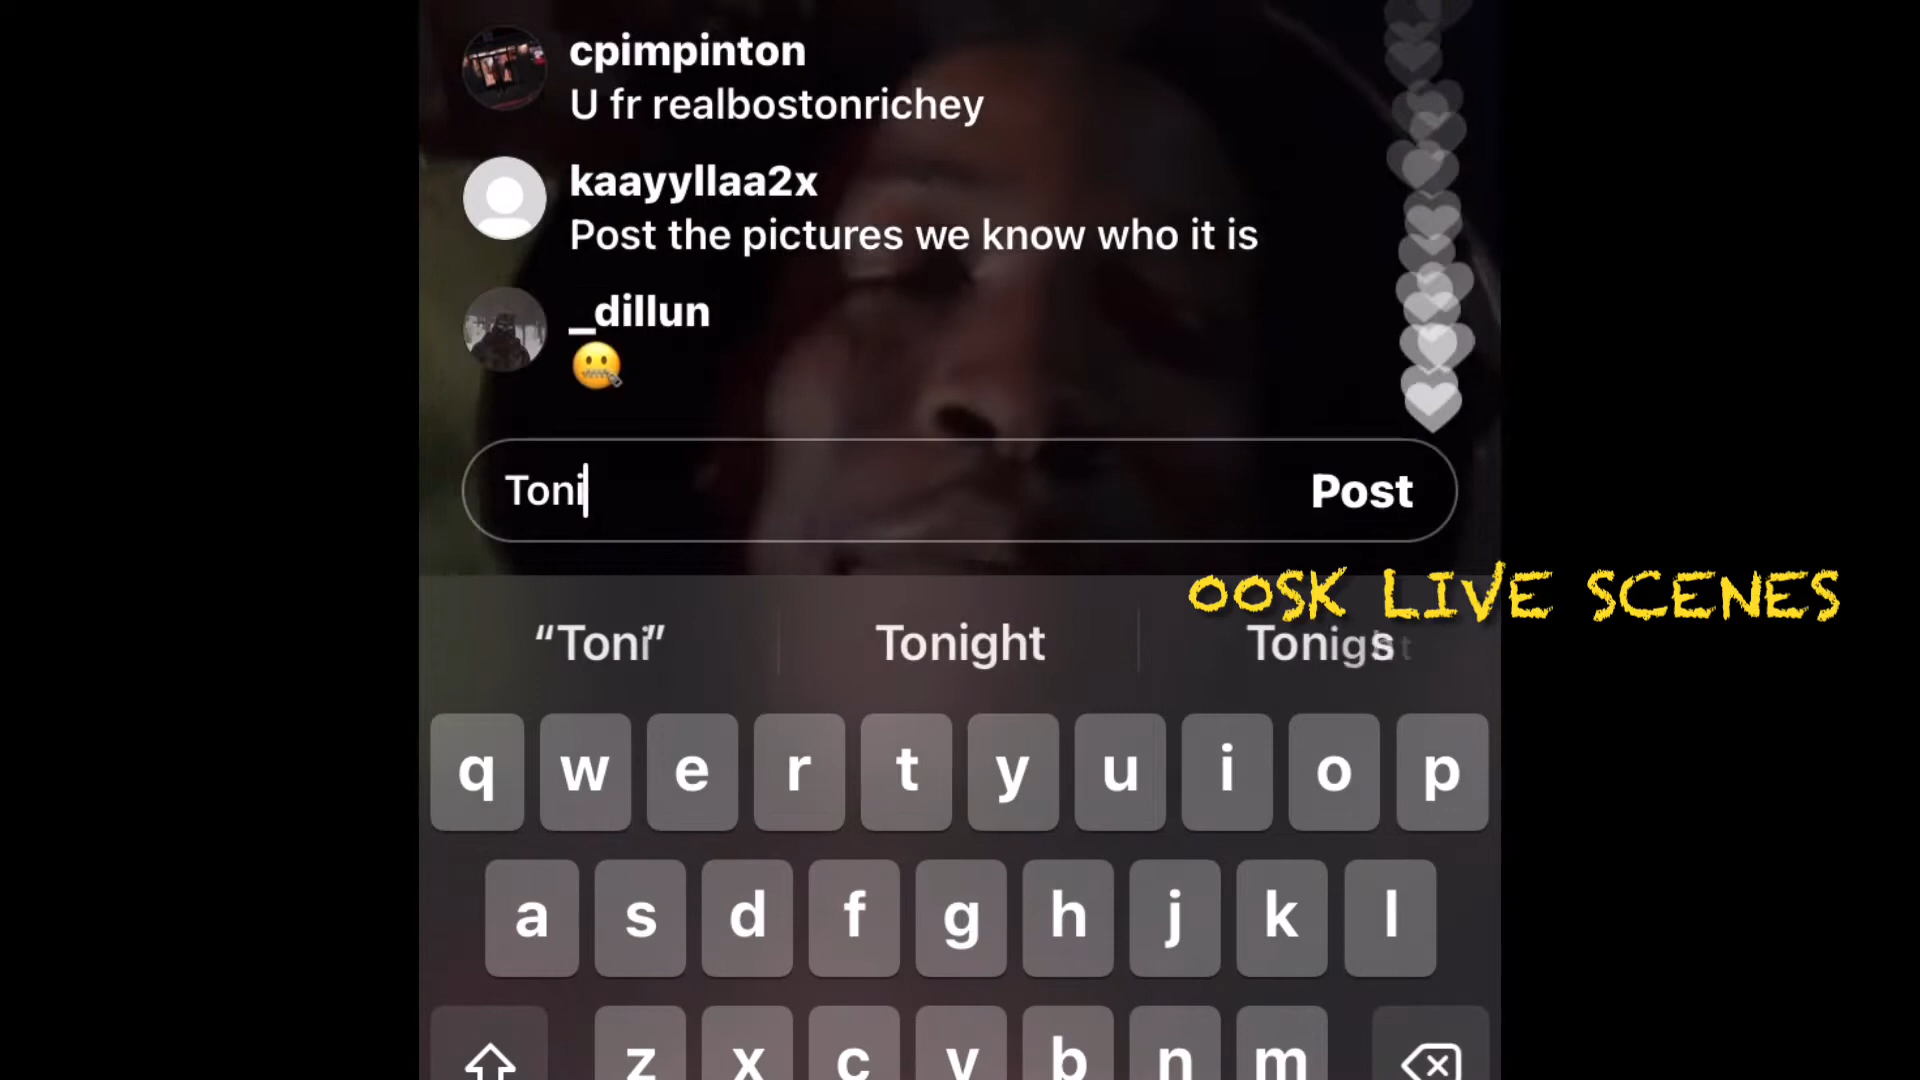 cpimpinton
U fr realbostonrichey
kaayyllaa2x
Post the pictures we know who it is
_dillun
🤐
Toni
Post
OOSK LIVE SCENES
“Toni” Tonight
q w e r t y u i o p
a s d f g h j k l
z x c v b n m